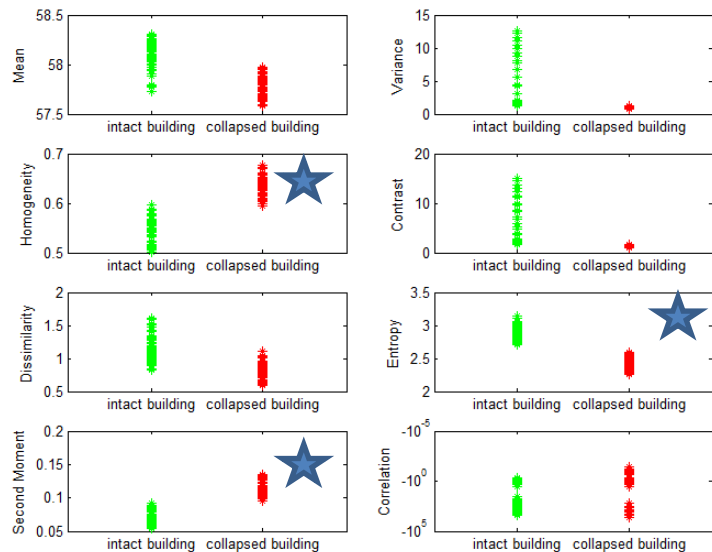 Mean
58.5
58
57.5
intact building collapsed building
Variance
15
10
5
0
intact building collapsed building
Homogeneity
0.7
0.6
0.5
intact building collapsed building
Contrast
20
10
0
intact building collapsed building
Dissimilarity
2
1.5
1
0.5
intact building collapsed building
Entropy
3.5
3
2.5
2
intact building collapsed building
Second Moment
0.2
0.15
0.1
0.05
intact building collapsed building
Correlation
-10^-5
-10^0
-10^5
intact building collapsed building